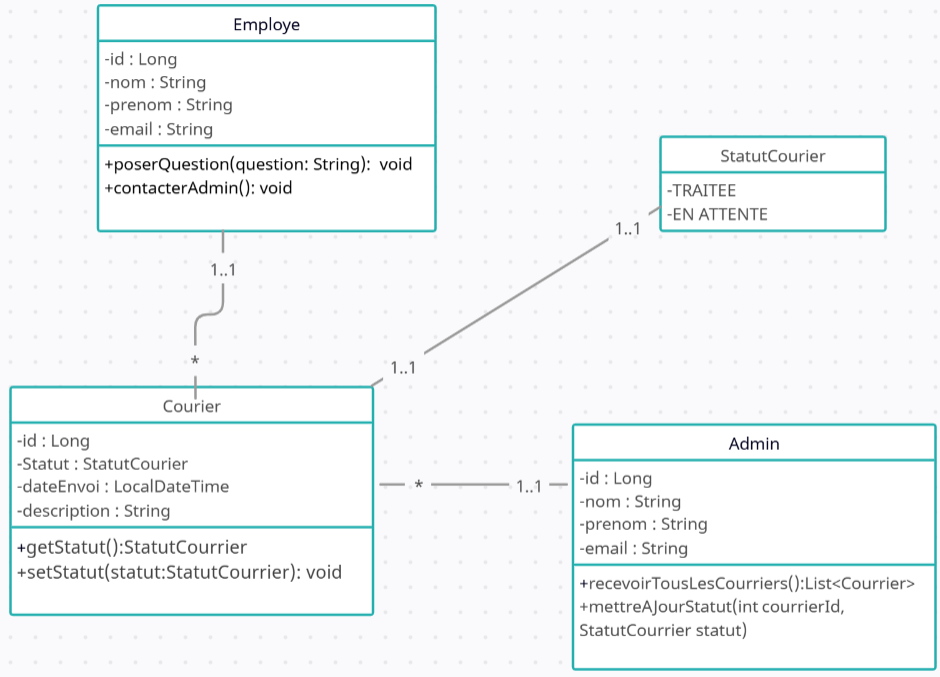 Employe
-id : Long
-nom : String
-prenom : String
-email : String
+poserQuestion(question: String):  void
+contacterAdmin(): void
StatutCourier
-TRAITEE
-EN ATTENTE
1..1
1..1
*
1..1
Courier
-id : Long
-Statut : StatutCourier
-dateEnvoi : LocalDateTime
-description : String
+getStatut():StatutCourrier
+setStatut(statut:StatutCourrier): void
*
1..1
Admin
-id : Long
-nom : String
-prenom : String
-email : String
+recevoirTousLesCourriers():List<Courrier>
+mettreAJourStatut(int courrierId,
StatutCourrier statut)